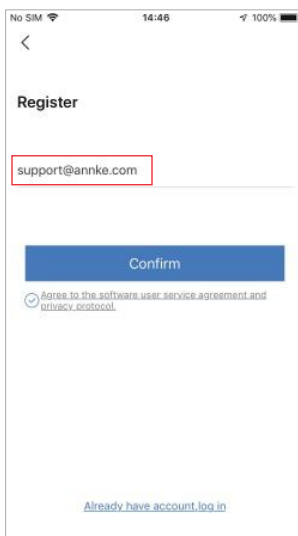 No SIM 14:46 100%
Register
support@annke.com
Confirm
Agree to the software user service agreement and
privacy protocol.
Already have account,log in